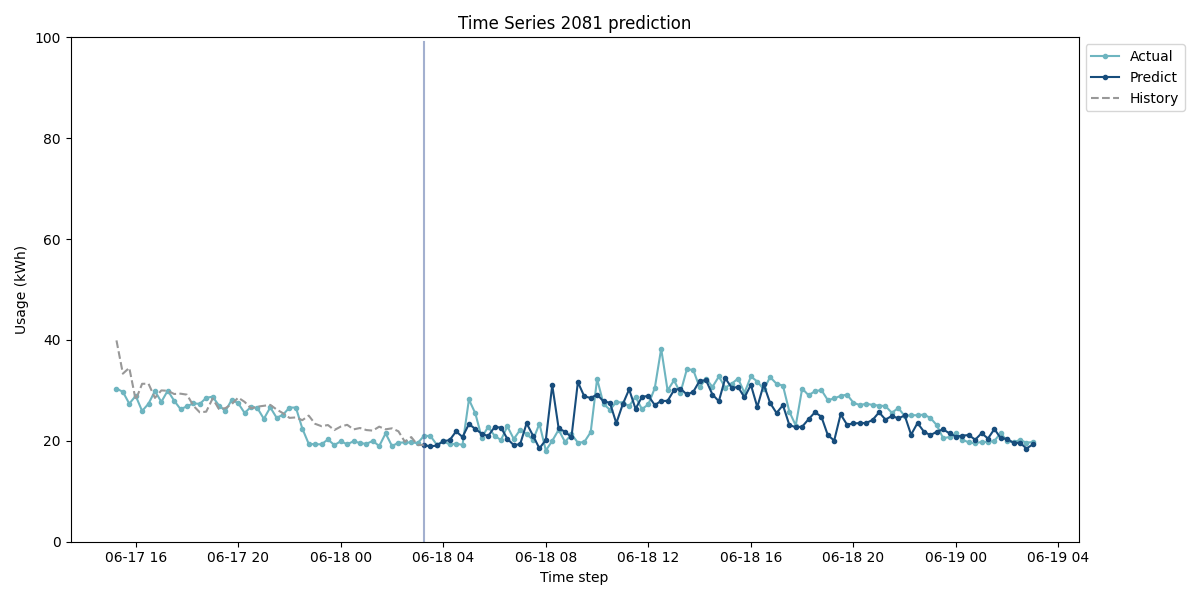 Time Series 2081 prediction
Usage (kWh)
100
80
60
40
20
0
06-17 16
06-17 20
06-18 00
06-18 04
06-18 08
06-18 12
06-18 16
06-18 20
06-19 00
06-19 04
Time step
Actual
Predict
History